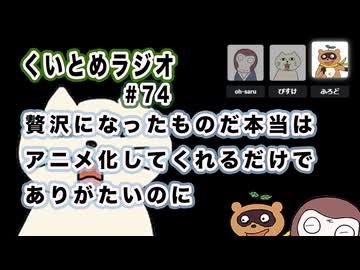 くいとめラジオ
#74
oh-saru
びすけ
ふろど
贅沢になったものだ本当は
アニメ化してくれるだけで
ありがたいのに